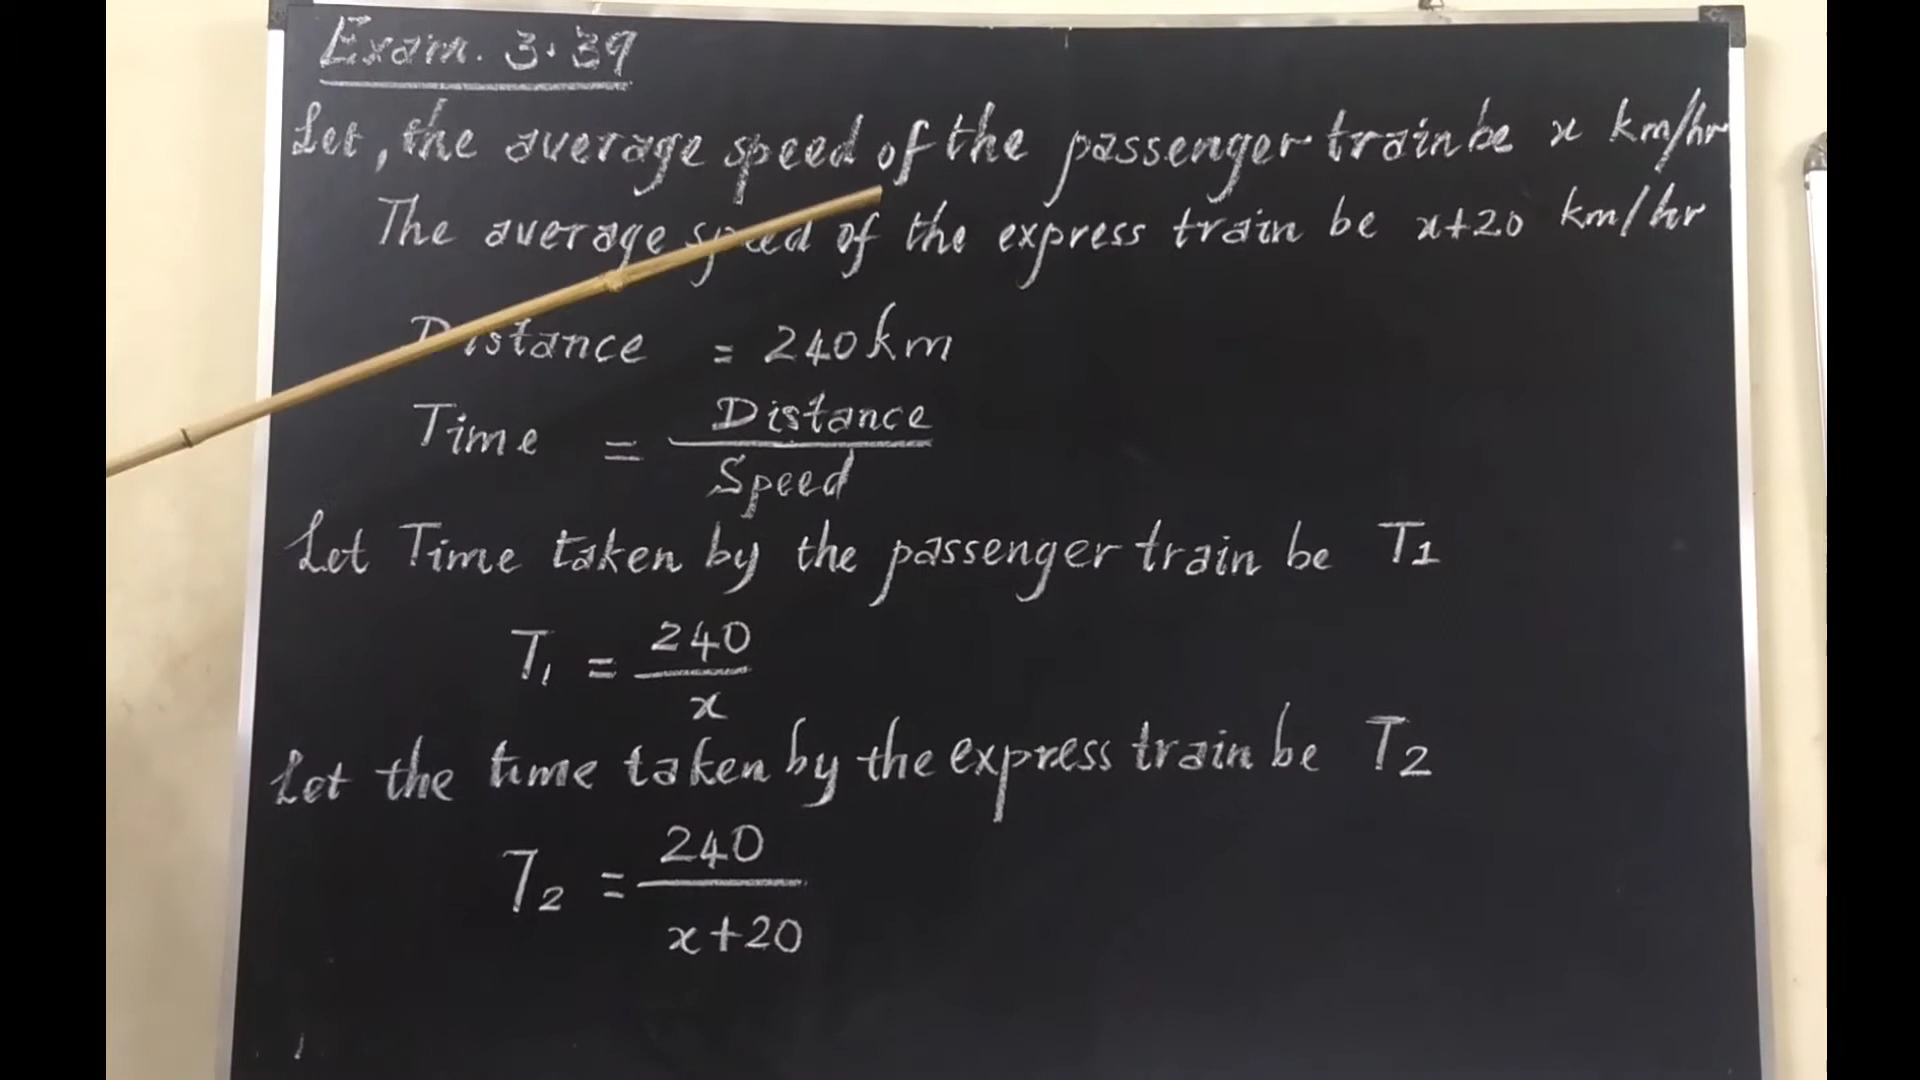 Exam. 3.39
Let, the average speed of the passenger train be x km/hr
The average speed of the express train be x+20 km/hr
Distance = 240 km
Time = Distance / Speed
Let Time taken by the passenger train be T1
T1 = 240 / x
Let the time taken by the express train be T2
T2 = 240 / x+20